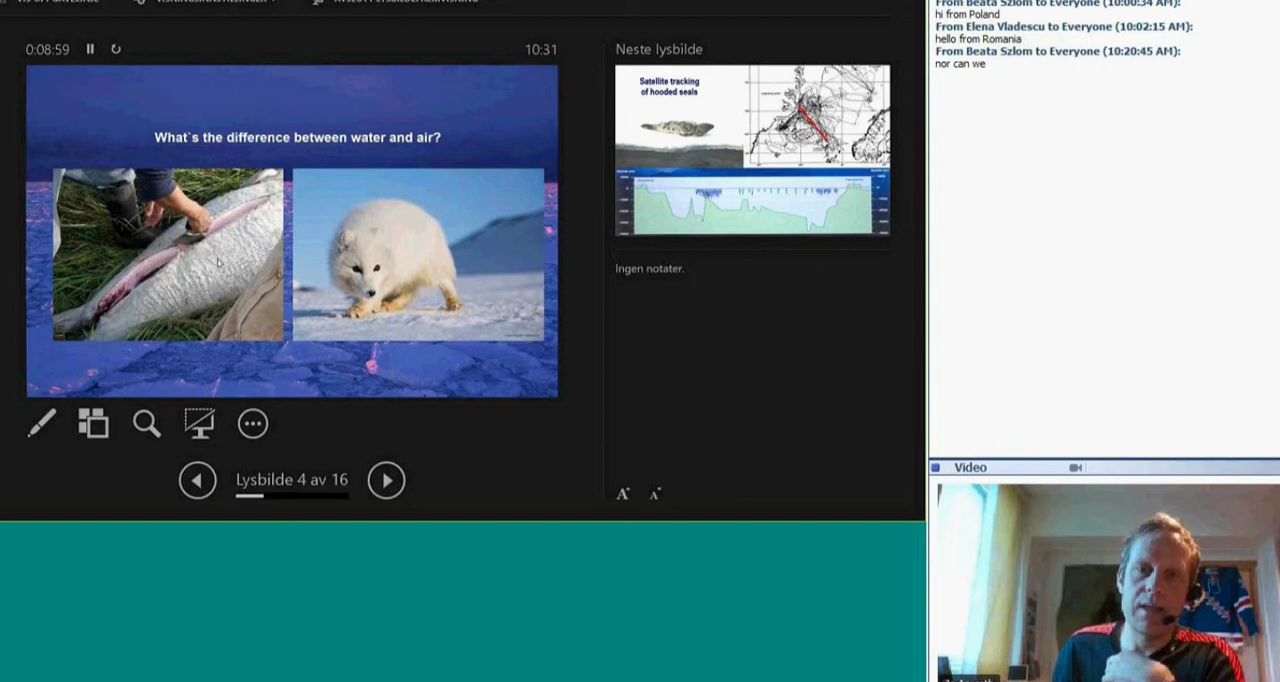 0:08:59
10:31
Neste lysbilde
What`s the difference between water and air?
Satellite tracking
of hooded seals
Ingen notater.
Lysbilde 4 av 16
From Beata Szlom to Everyone (10:00:34 AM):
hi from Poland
From Elena Vladescu to Everyone (10:02:15 AM):
hello from Romania
From Beata Szlom to Everyone (10:20:45 AM):
nor can we
Video